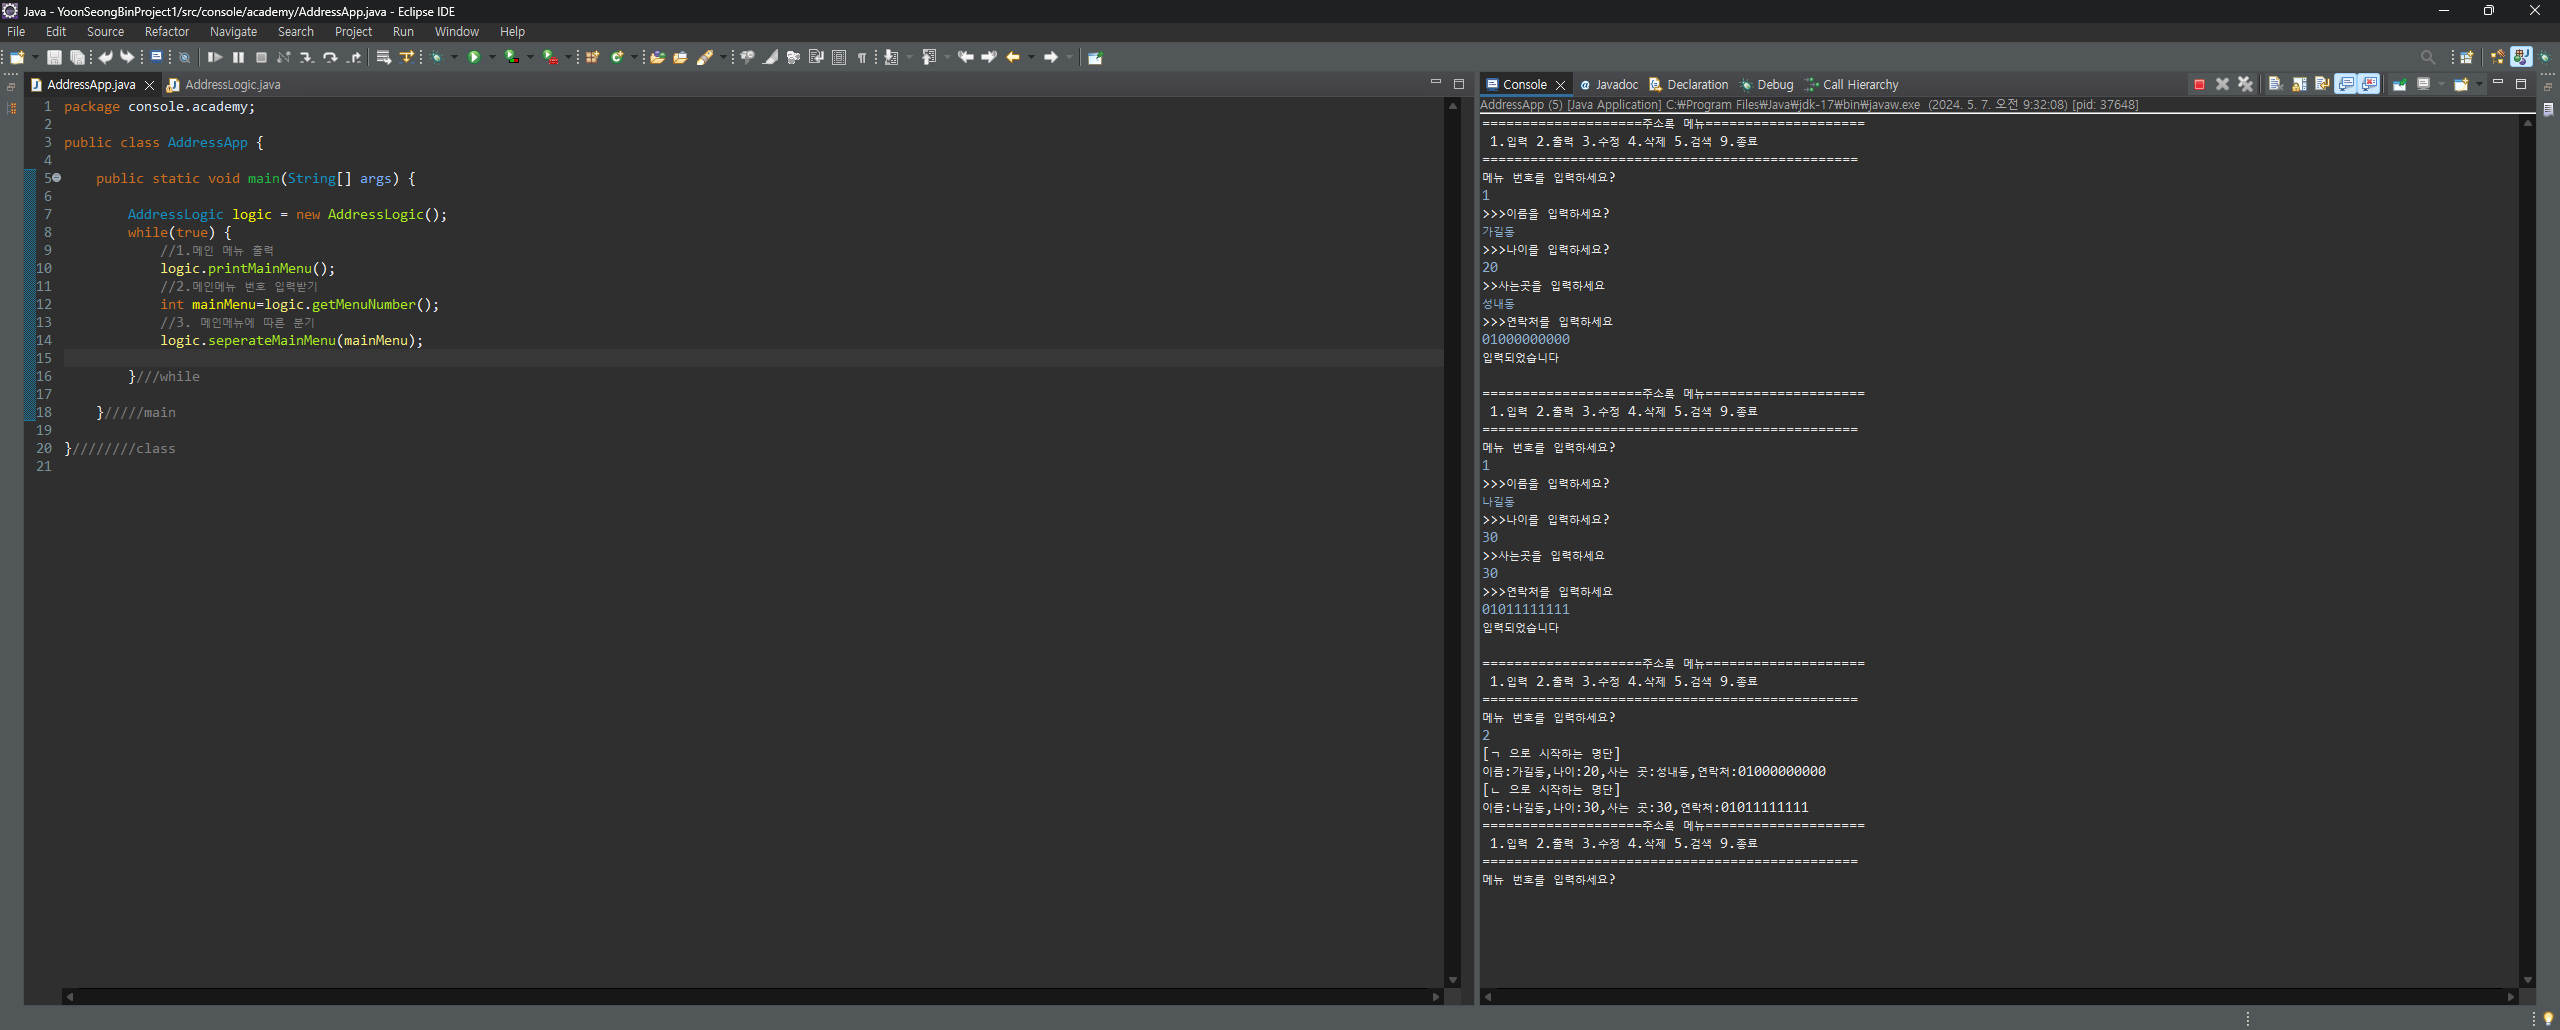 Java - YoonSeongBinProject1/src/console/academy/AddressApp.java - Eclipse IDE
File Edit Source Refactor Navigate Search Project Run Window Help
AddressApp.java AddressLogic.java
1 package console.academy;
2
3 public class AddressApp {
4
5 public static void main(String[] args) {
6
7 AddressLogic logic = new AddressLogic();
8 while(true) {
9 //1.메인 메뉴 출력
10 logic.printMainMenu();
11 //2.메인메뉴 번호 입력받기
12 int mainMenu=logic.getMenuNumber();
13 //3. 메인메뉴에 따른 분기
14 logic.seperateMainMenu(mainMenu);
15
16 }///while
17
18 }/////main
19
20 }////////class
21
Console Javadoc Declaration Debug Call Hierarchy
AddressApp (5) [Java Application] C:₩Program Files₩Java₩jdk-17₩bin₩javaw.exe (2024. 5. 7. 오전 9:32:08) [pid: 37648]
====================주소록 메뉴====================
1.입력 2.출력 3.수정 4.삭제 5.검색 9.종료
===============================================
메뉴 번호를 입력하세요?
1
>>>이름을 입력하세요?
가길동
>>>나이를 입력하세요?
20
>>사는곳을 입력하세요
성내동
>>>연락처를 입력하세요
01000000000
입력되었습니다
====================주소록 메뉴====================
1.입력 2.출력 3.수정 4.삭제 5.검색 9.종료
===============================================
메뉴 번호를 입력하세요?
1
>>>이름을 입력하세요?
나길동
>>>나이를 입력하세요?
30
>>사는곳을 입력하세요
30
>>>연락처를 입력하세요
01011111111
입력되었습니다
====================주소록 메뉴====================
1.입력 2.출력 3.수정 4.삭제 5.검색 9.종료
===============================================
메뉴 번호를 입력하세요?
2
[ㄱ 으로 시작하는 명단]
이름:가길동,나이:20,사는 곳:성내동,연락처:01000000000
[ㄴ 으로 시작하는 명단]
이름:나길동,나이:30,사는 곳:30,연락처:01011111111
====================주소록 메뉴====================
1.입력 2.출력 3.수정 4.삭제 5.검색 9.종료
===============================================
메뉴 번호를 입력하세요?